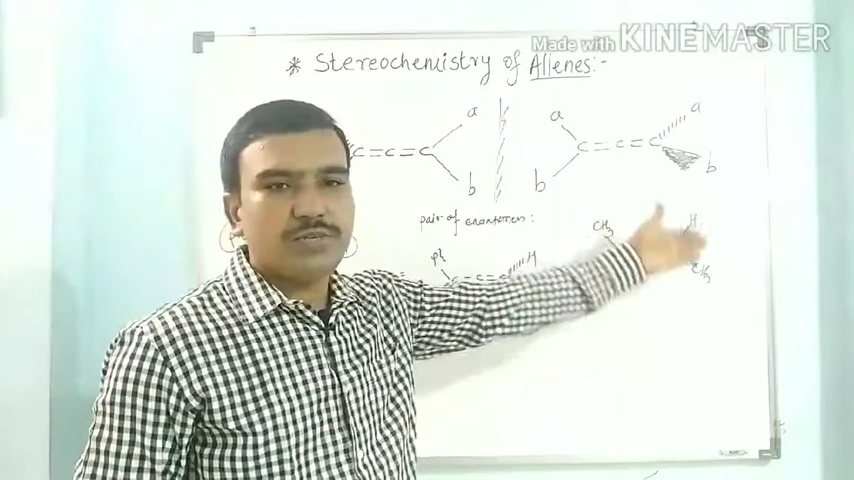 Made with KINEMASTER
* Stereochemistry of Allenes:-
a a a
C=C=C C=C=C
b b b
pair of enantiomers:
CH3 H
ph H
C=C=C CH3